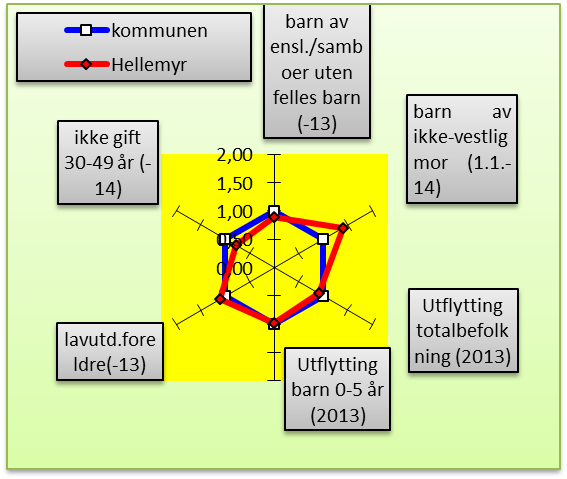 kommunen
Hellemyr
barn av
ensl./samb
oer uten
felles barn
(-13)
barn av
ikke-vestlig
mor (1.1.-
14)
ikke gift
30-49 år (-
14)
2,00
1,50
1,00
0,50
0,00
Utflytting
totalbefolk
ning (2013)
lavutd.fore
ldre(-13)
Utflytting
barn 0-5 år
(2013)